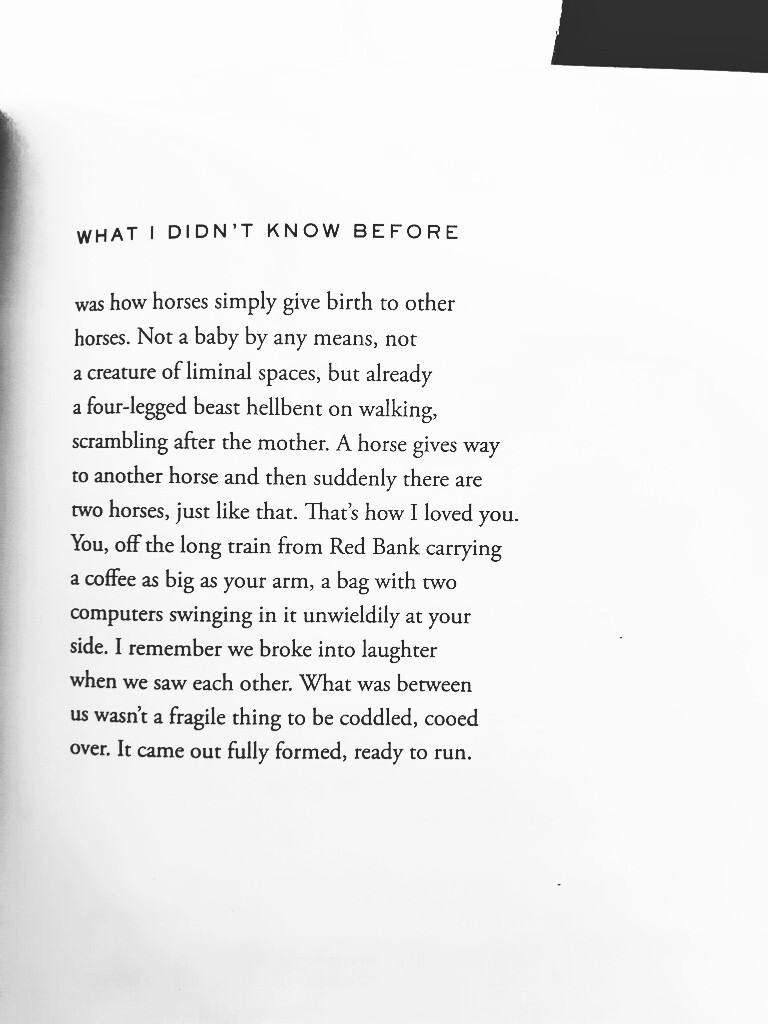 WHAT I DIDN'T KNOW BEFORE
was how horses simply give birth to other
horses. Not a baby by any means, not
a creature of liminal spaces, but already
a four-legged beast hellbent on walking,
scrambling after the mother. A horse gives way
to another horse and then suddenly there are
two horses, just like that. That's how I loved you.
You, off the long train from Red Bank carrying
a coffee as big as your arm, a bag with two
computers swinging in it unwieldily at your
side. I remember we broke into laughter
when we saw each other. What was between
us wasn't a fragile thing to be coddled, cooed
over. It came out fully formed, ready to run.